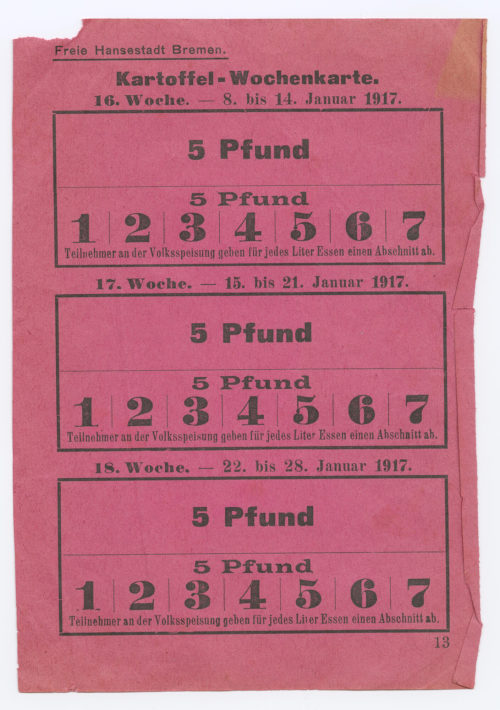 Freie Hansestadt Bremen.
Kartoffel-Wochenkarte.
16. Woche. — 8. bis 14. Januar 1917.
5 Pfund
5 Pfund
1 2 3 4 5 6 7
Teilnehmer an der Volksspeisung geben für jedes Liter Essen einen Abschnitt ab.
17. Woche. — 15. bis 21. Januar 1917.
5 Pfund
5 Pfund
1 2 3 4 5 6 7
Teilnehmer an der Volksspeisung geben für jedes Liter Essen einen Abschnitt ab.
18. Woche. — 22. bis 28. Januar 1917.
5 Pfund
5 Pfund
1 2 3 4 5 6 7
Teilnehmer an der Volksspeisung geben für jedes Liter Essen einen Abschnitt ab.
13